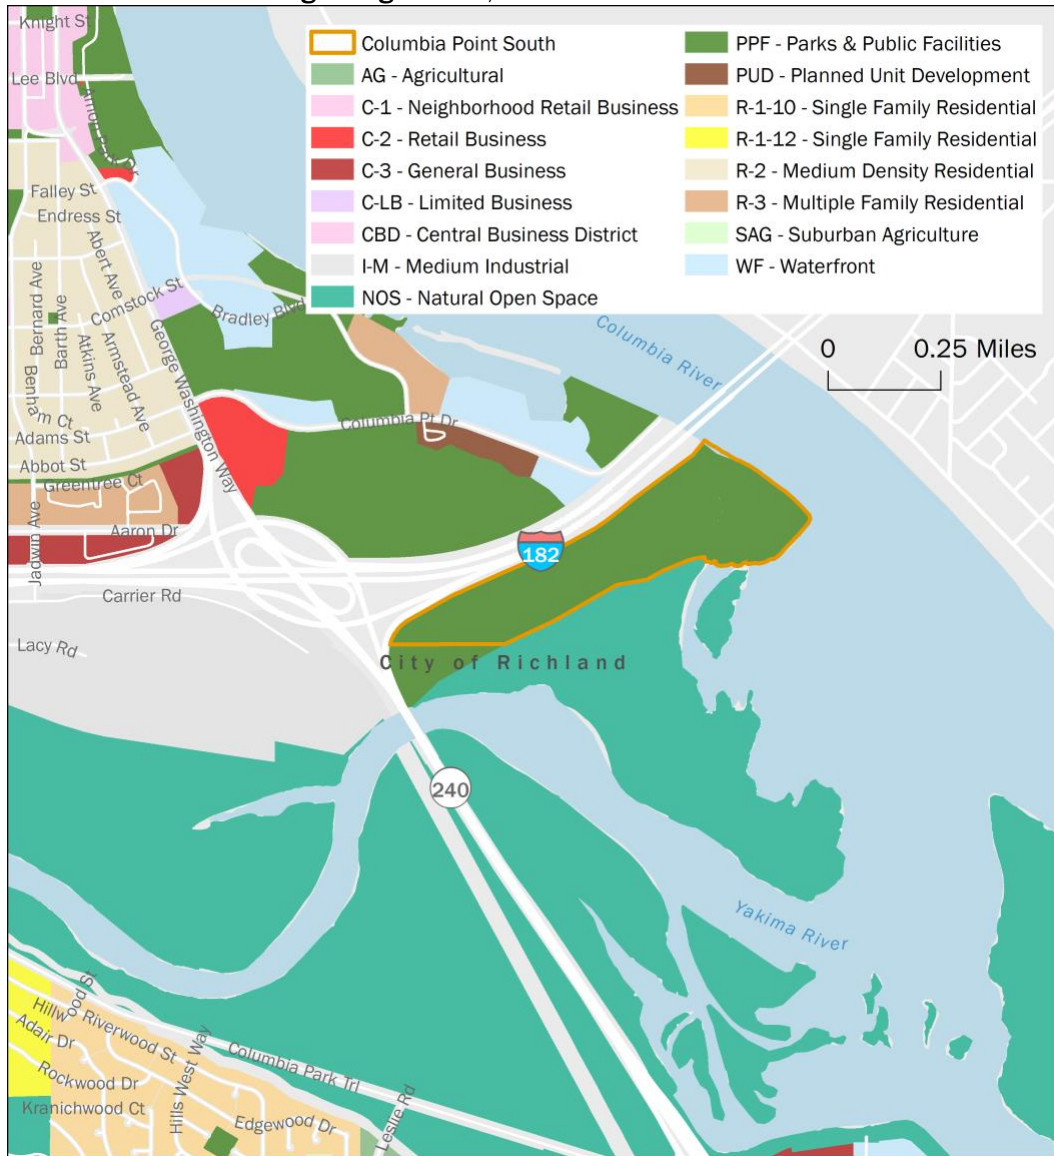 Knight St
Lee Blvd
Amon Park Dr
Falley St
Endress St
Abert Ave
Comstock St
Bradley Blvd
Bernard Ave
Barth Ave
Atkins Ave
Armstead Ave
George Washington Way
Benham Ct
Adams St
Abbot St
Greentree Ct
Jadwin Ave
Aaron Dr
Carrier Rd
Lacy Rd
Columbia Pt Dr
Columbia Point South
AG - Agricultural
C-1 - Neighborhood Retail Business
C-2 - Retail Business
C-3 - General Business
C-LB - Limited Business
CBD - Central Business District
I-M - Medium Industrial
NOS - Natural Open Space
PPF - Parks & Public Facilities
PUD - Planned Unit Development
R-1-10 - Single Family Residential
R-1-12 - Single Family Residential
R-2 - Medium Density Residential
R-3 - Multiple Family Residential
SAG - Suburban Agriculture
WF - Waterfront
Columbia River
0 0.25 Miles
182
City of Richland
240
Yakima River
Hillwood St
Riverwood St
Adair Dr
Rockwood Dr
Kranichwood Ct
Hills West Way
Columbia Park Trl
Edgewood Dr
Leslie Rd